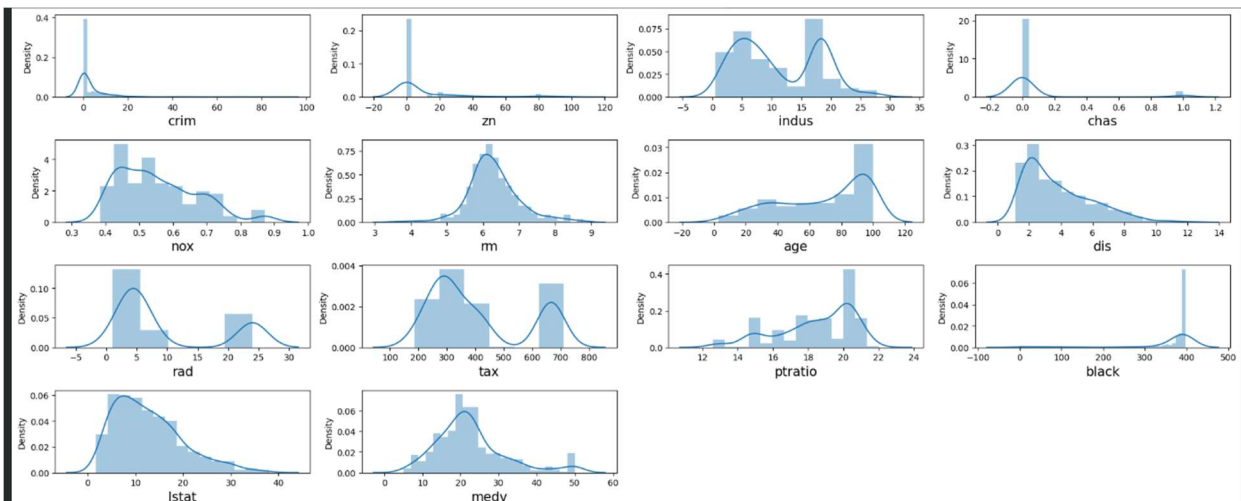 0.4
0.2
0.0
Density
0 20 40 60 80 100
crim
0.2
0.1
0.0
Density
−20 0 20 40 60 80 100 120
zn
0.075
0.050
0.025
0.000
Density
−5 0 5 10 15 20 25 30 35
indus
20
10
0
Density
−0.2 0.0 0.2 0.4 0.6 0.8 1.0 1.2
chas
4
2
0
Density
0.3 0.4 0.5 0.6 0.7 0.8 0.9 1.0
nox
0.75
0.50
0.25
0.00
Density
3 4 5 6 7 8 9
rm
0.03
0.02
0.01
0.00
Density
−20 0 20 40 60 80 100 120
age
0.3
0.2
0.1
0.0
Density
0 2 4 6 8 10 12 14
dis
0.10
0.05
0.00
Density
−5 0 5 10 15 20 25 30
rad
0.004
0.002
0.000
Density
100 200 300 400 500 600 700 800
tax
0.4
0.2
0.0
Density
12 14 16 18 20 22 24
ptratio
0.06
0.04
0.02
0.00
Density
−100 0 100 200 300 400 500
black
0.06
0.04
0.02
0.00
Density
0 10 20 30 40
lstat
0.06
0.04
0.02
0.00
Density
0 10 20 30 40 50 60
medv